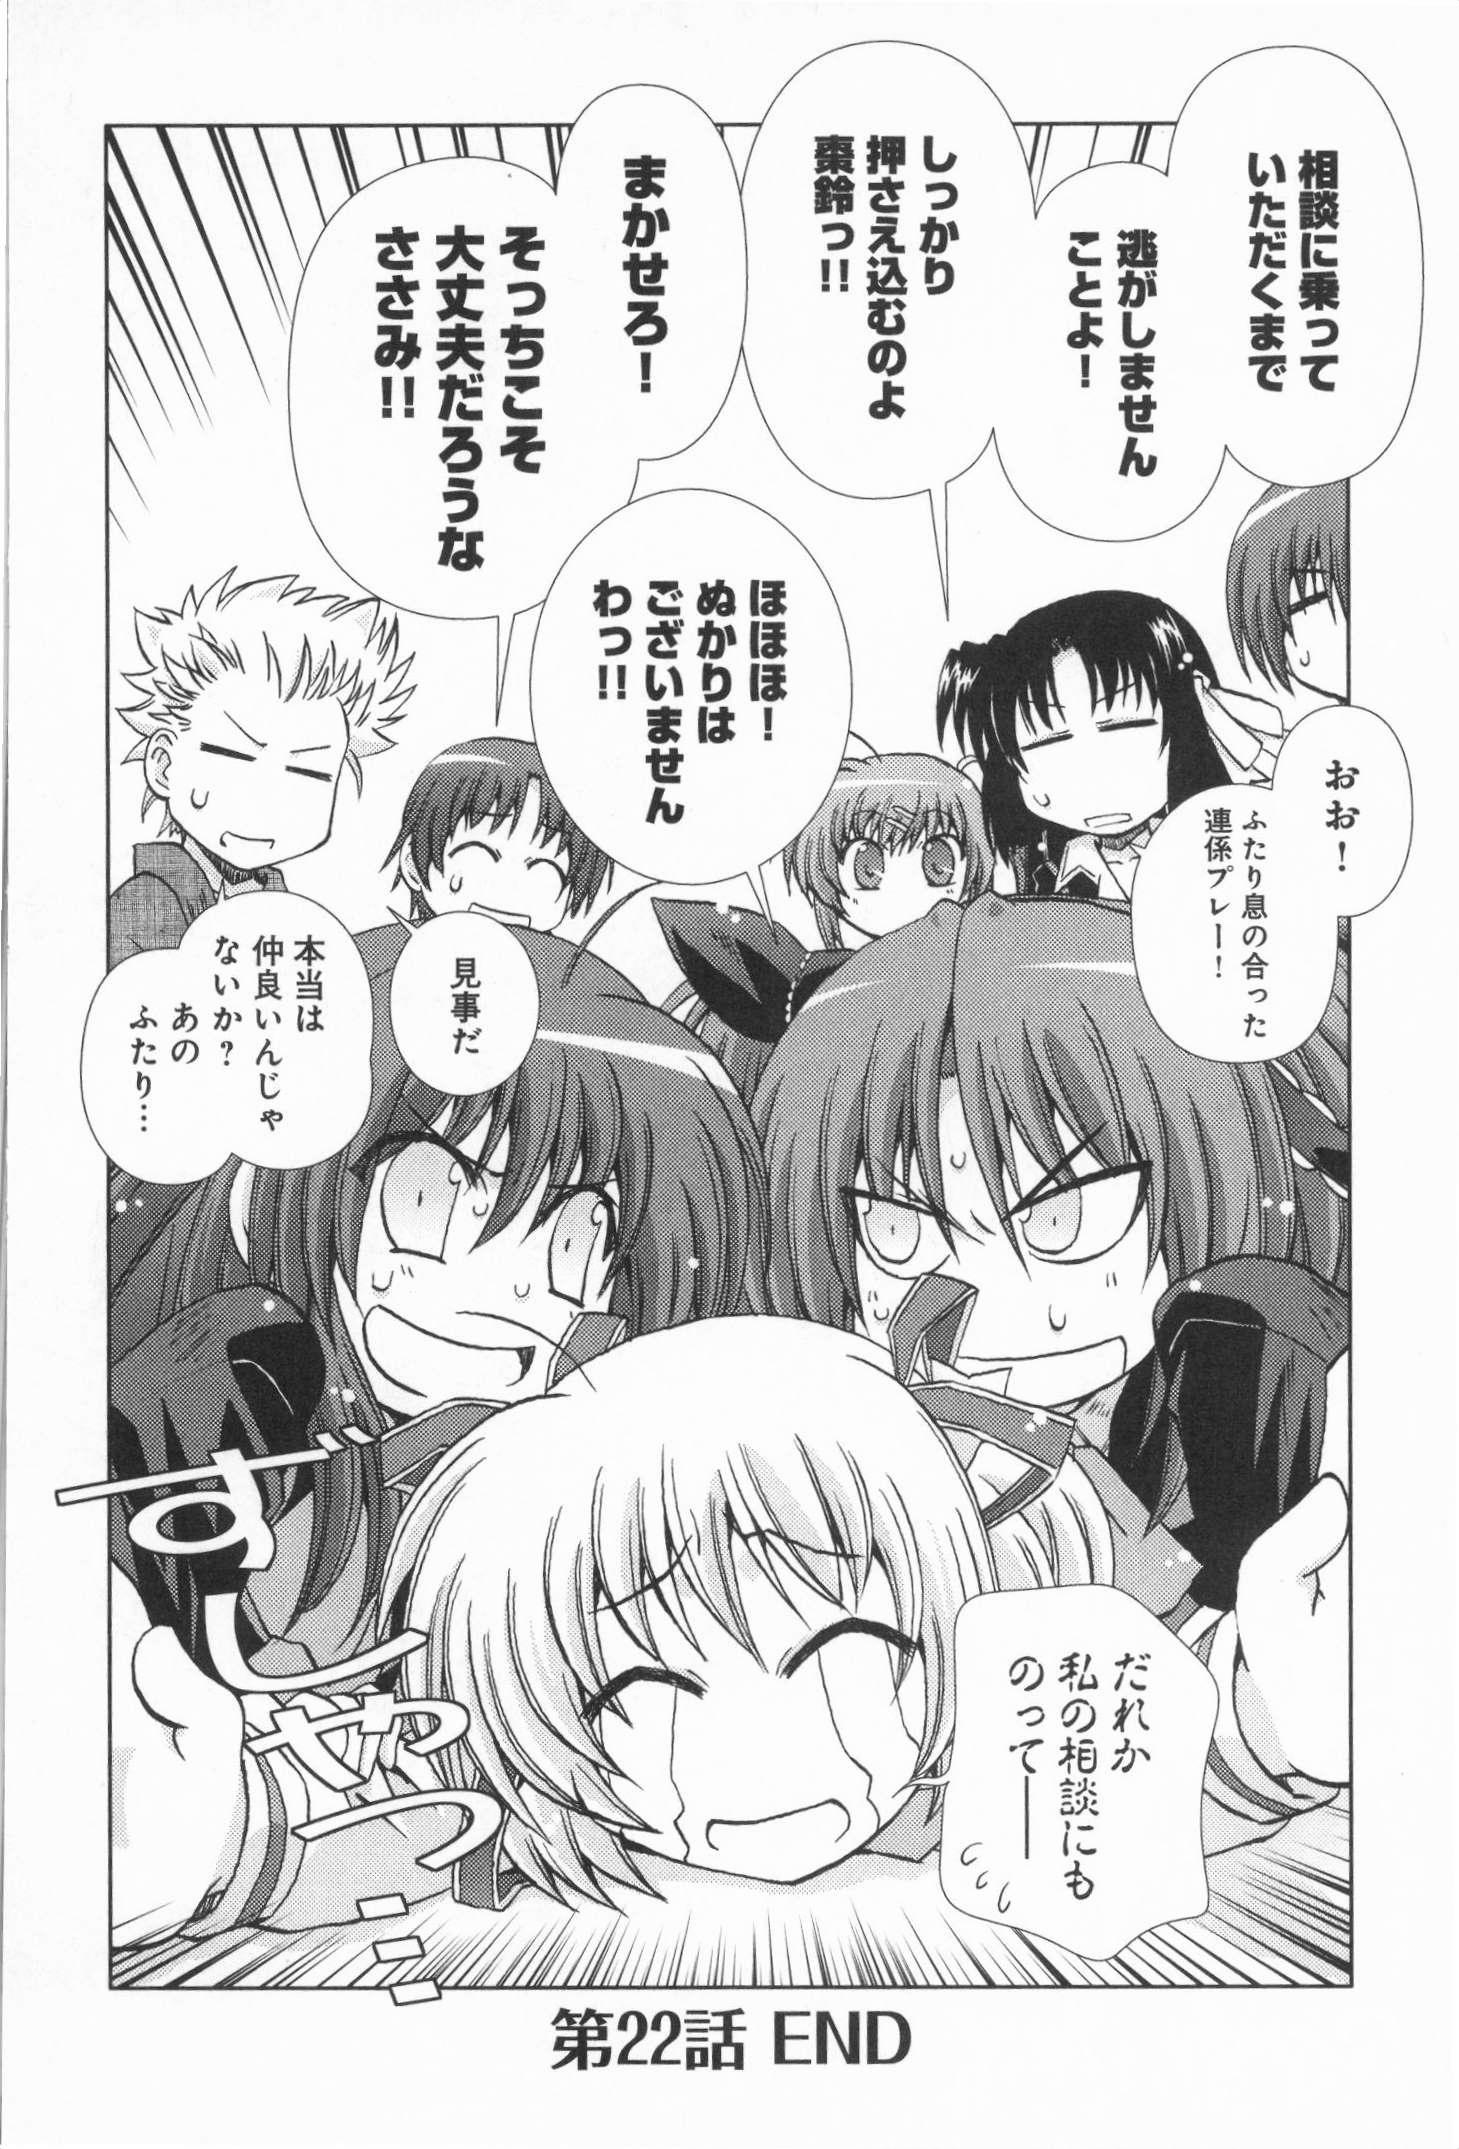 相談に乗って
いただくまで
逃がしません
ことよ！
しっかり
押さえ込むのよ
棗鈴っ!!
まかせろ！
そっちこそ
大丈夫だろうな
ささみ!!
ほほほ！
ぬかりは
ございません
わっ!!
おお！
ふたり息の合った
連係プレー！
見事だ
本当は
仲良いんじゃ
ないか？
あの
ふたり…
だれか
私の相談にも
のって――
ずしゃっ
第22話 END